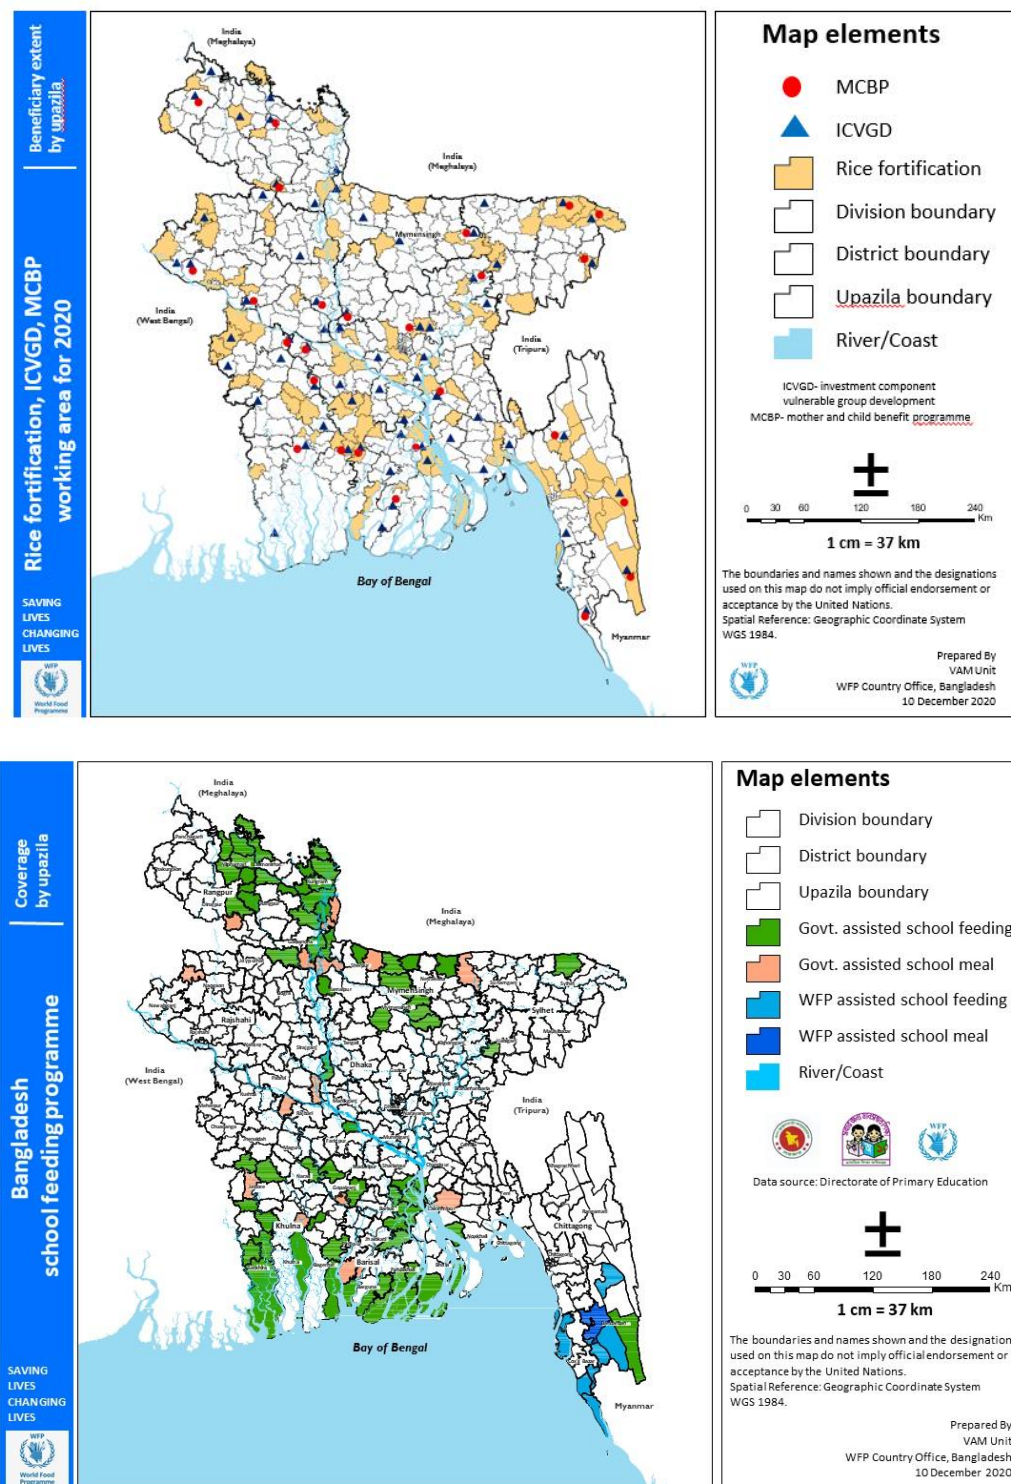 Beneficiary extent
by upazila
Rice fortification, ICVGD, MCBP
working area for 2020
SAVING
LIVES
CHANGING
LIVES
WFP
World Food
Programme
India
(Meghalaya)
India
(Meghalaya)
Mymensingh
India
(West Bengal)
India
(Tripura)
Bay of Bengal
Myanmar
Map elements
MCBP
ICVGD
Rice fortification
Division boundary
District boundary
Upazila boundary
River/Coast
ICVGD- investment component
vulnerable group development
MCBP- mother and child benefit programme
0 30 60 120 180 240
Km
1 cm = 37 km
The boundaries and names shown and the designations
used on this map do not imply official endorsement or
acceptance by the United Nations.
Spatial Reference: Geographic Coordinate System
WGS 1984.
WFP
Prepared By
VAM Unit
WFP Country Office, Bangladesh
10 December 2020
Coverage
by upazila
Bangladesh
school feeding programme
SAVING
LIVES
CHANGING
LIVES
WFP
World Food
Programme
India
(Meghalaya)
Rangpur
India
(Meghalaya)
Mymensingh
Sylhet
Rajshahi
Dhaka
India
(West Bengal)
India
(Tripura)
Khulna
Barisal
Chittagong
Bay of Bengal
Myanmar
Map elements
Division boundary
District boundary
Upazila boundary
Govt. assisted school feeding
Govt. assisted school meal
WFP assisted school feeding
WFP assisted school meal
River/Coast
WFP
Data source: Directorate of Primary Education
0 30 60 120 180 240
Km
1 cm = 37 km
The boundaries and names shown and the designation
used on this map do not imply official endorsement or
acceptance by the United Nations.
Spatial Reference: Geographic Coordinate System
WGS 1984.
Prepared By
VAM Unit
WFP Country Office, Bangladesh
10 December 2020